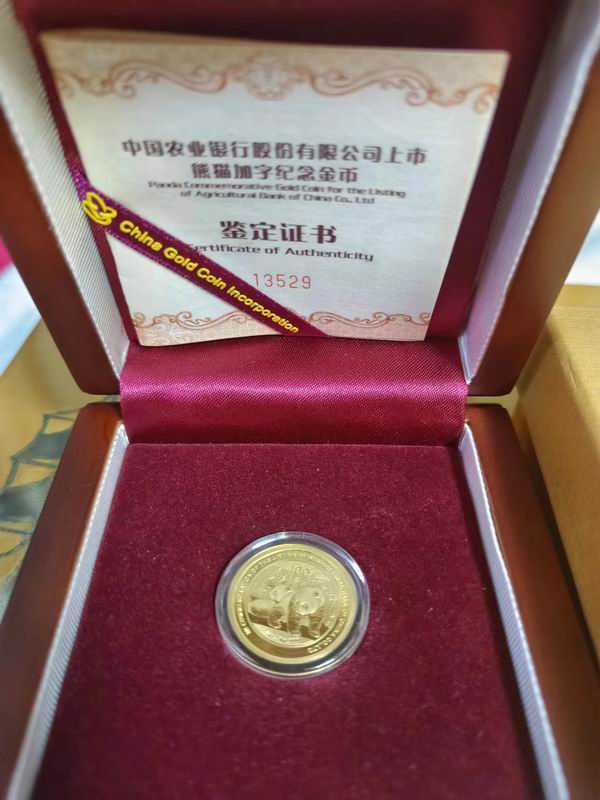 中国农业银行股份有限公司上市
熊猫加字纪念金币
Panda Commemorative Gold Coin for the Listing
of Agricultural Bank of China Co., Ltd
鉴定证书
Certificate of Authenticity
13529
China Gold Coin Incorporation